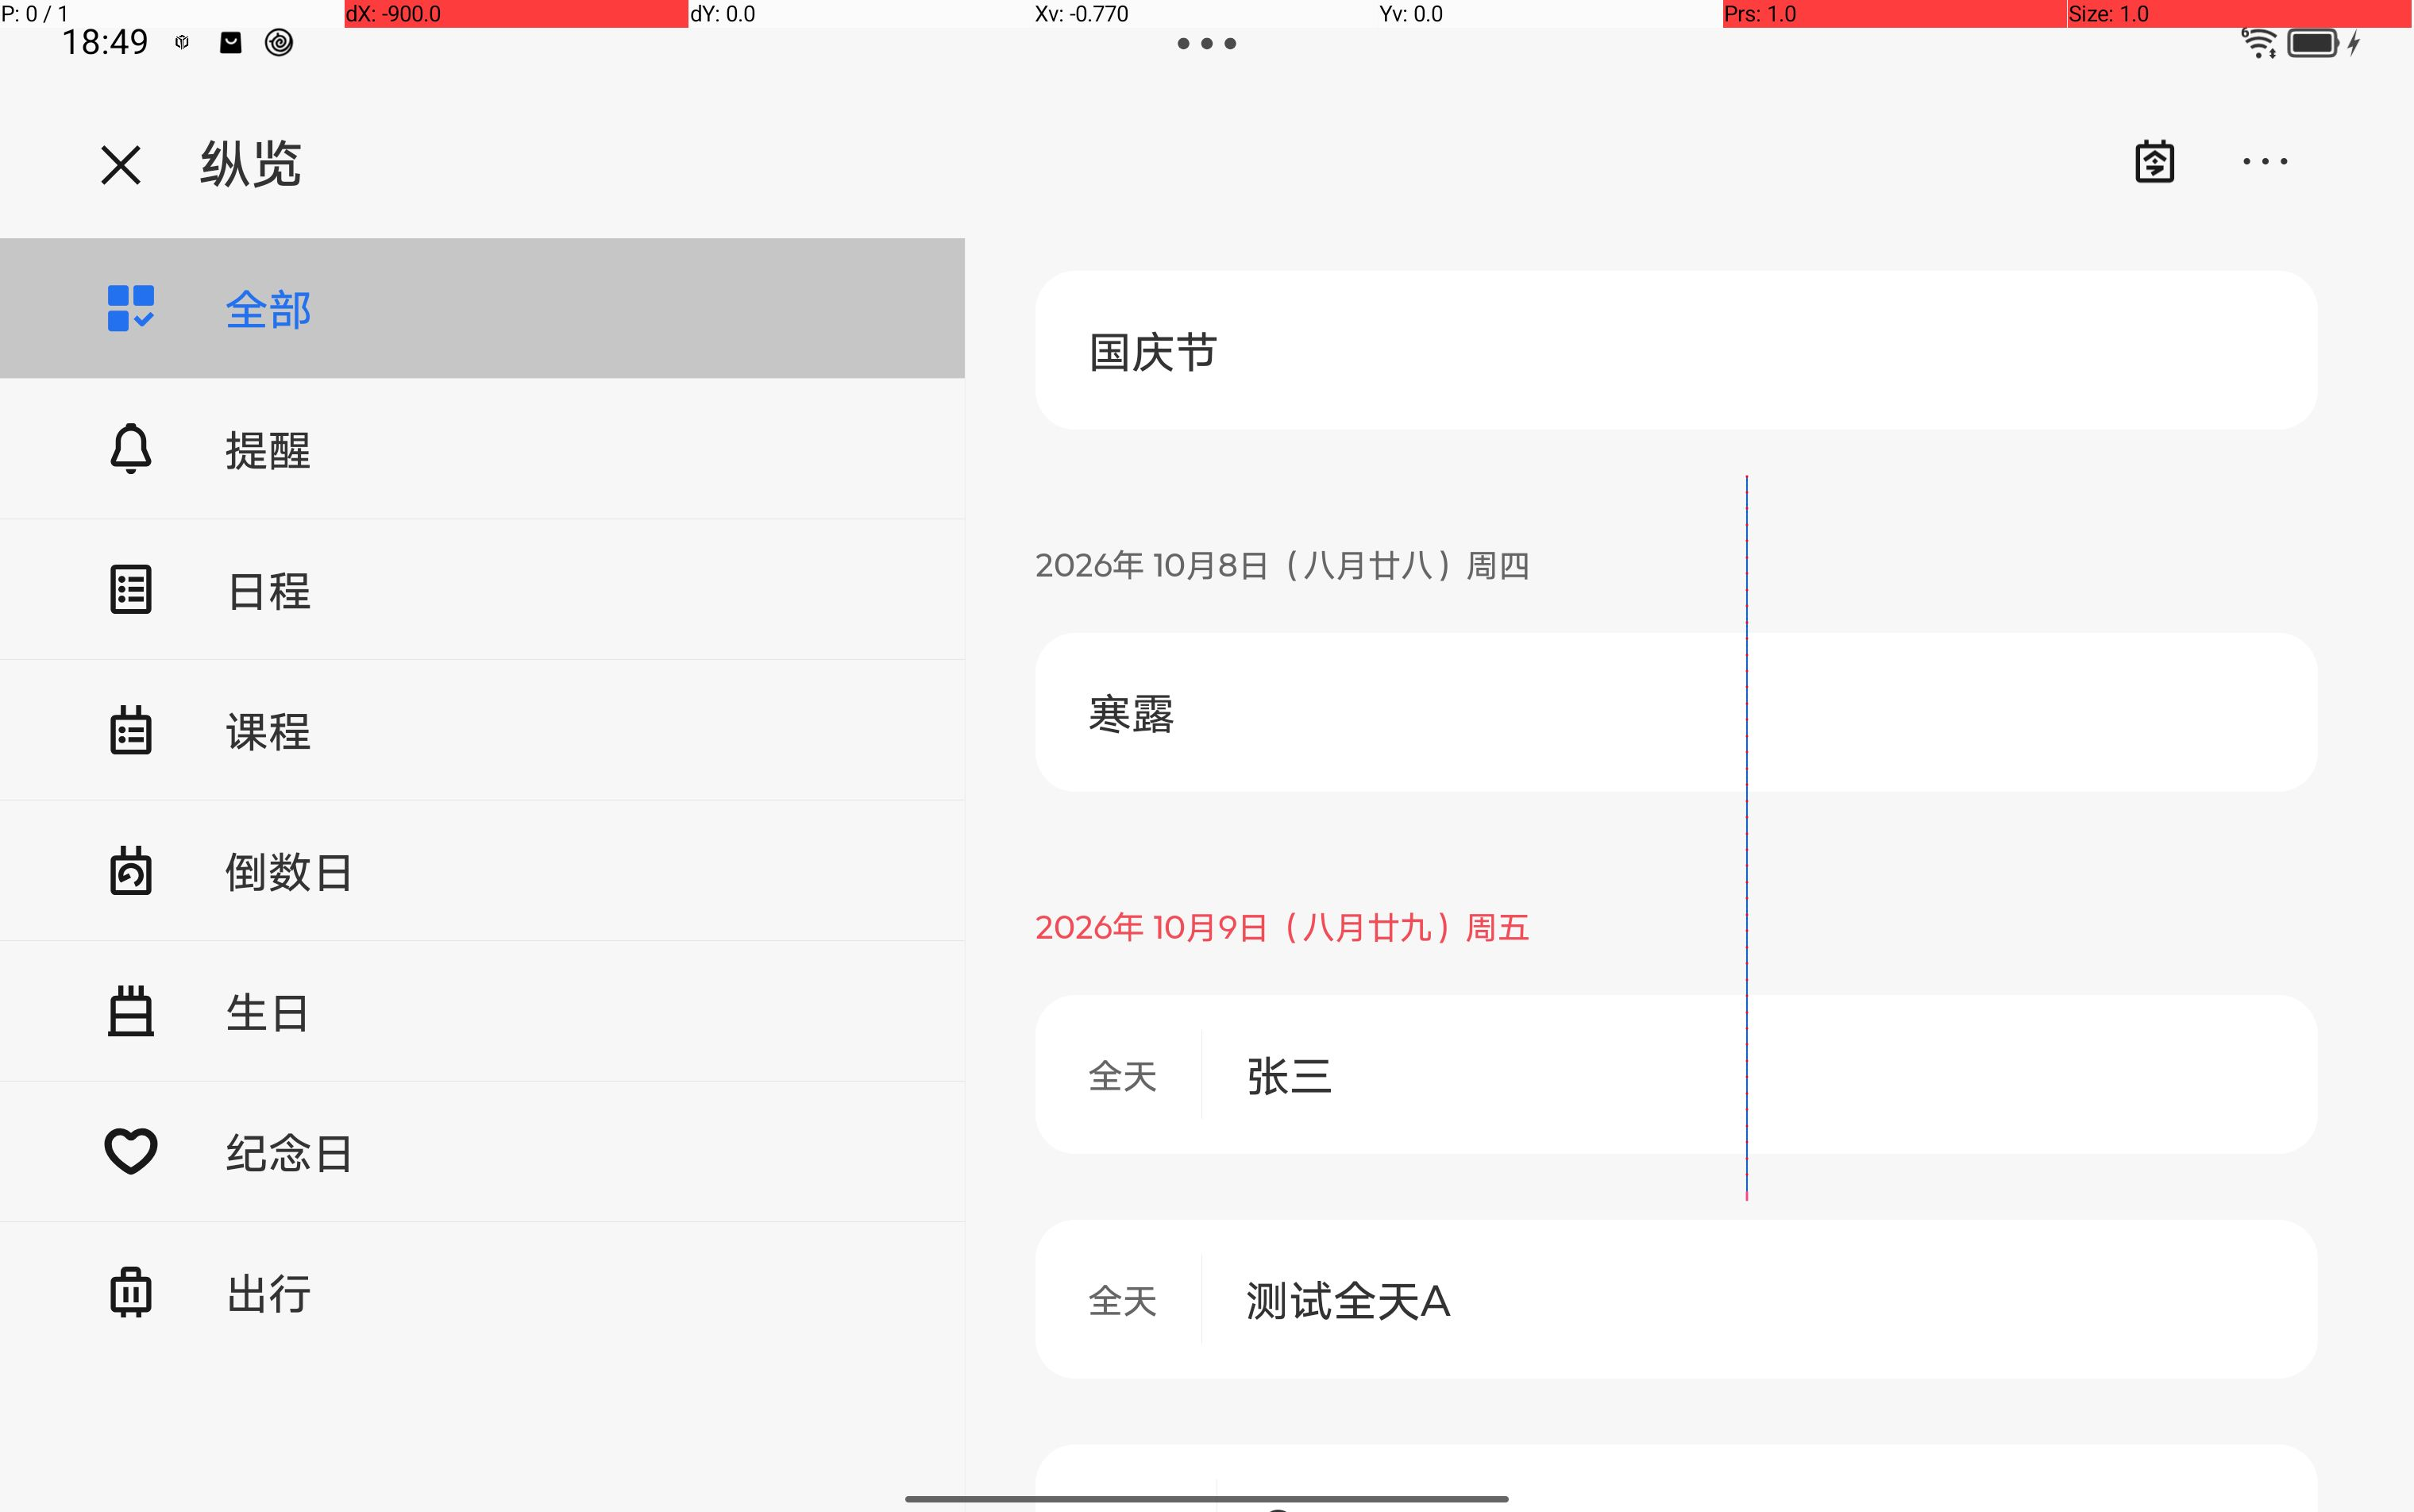 P: 0 / 1
dX: -900.0
dY: 0.0
Xv: -0.770
Yv: 0.0
Prs: 1.0
Size: 1.0
18:49
6
纵览
今
全部
提醒
日程
课程
倒数日
生日
纪念日
出行
国庆节
2026年 10月8日（八月廿八）周四
寒露
2026年 10月9日（八月廿九）周五
全天 张三
全天 测试全天A